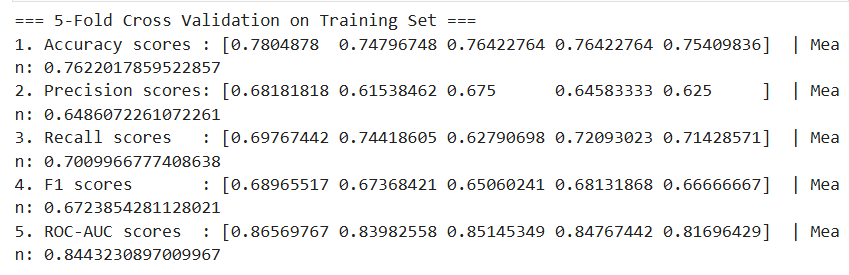 === 5-Fold Cross Validation on Training Set ===
1. Accuracy scores : [0.7804878  0.74796748 0.76422764 0.76422764 0.75409836]  | Mea
n: 0.7622017859522857
2. Precision scores: [0.68181818 0.61538462 0.675      0.64583333 0.625     ]  | Mea
n: 0.6486072261072261
3. Recall scores   : [0.69767442 0.74418605 0.62790698 0.72093023 0.71428571]  | Mea
n: 0.7009966777408638
4. F1 scores       : [0.68965517 0.67368421 0.65060241 0.68131868 0.66666667]  | Mea
n: 0.6723854281128021
5. ROC-AUC scores  : [0.86569767 0.83982558 0.85145349 0.84767442 0.81696429]  | Mea
n: 0.8443230897009967